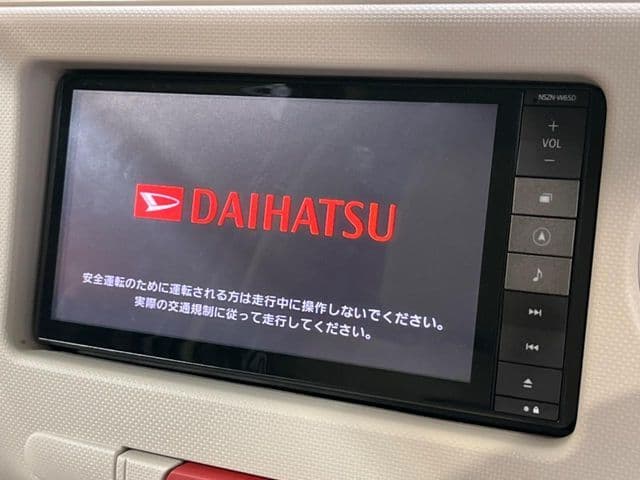 NSZN-W65D
VOL
DAIHATSU
安全運転のために運転される方は走行中に操作しないでください。
実際の交通規制に従って走行してください。